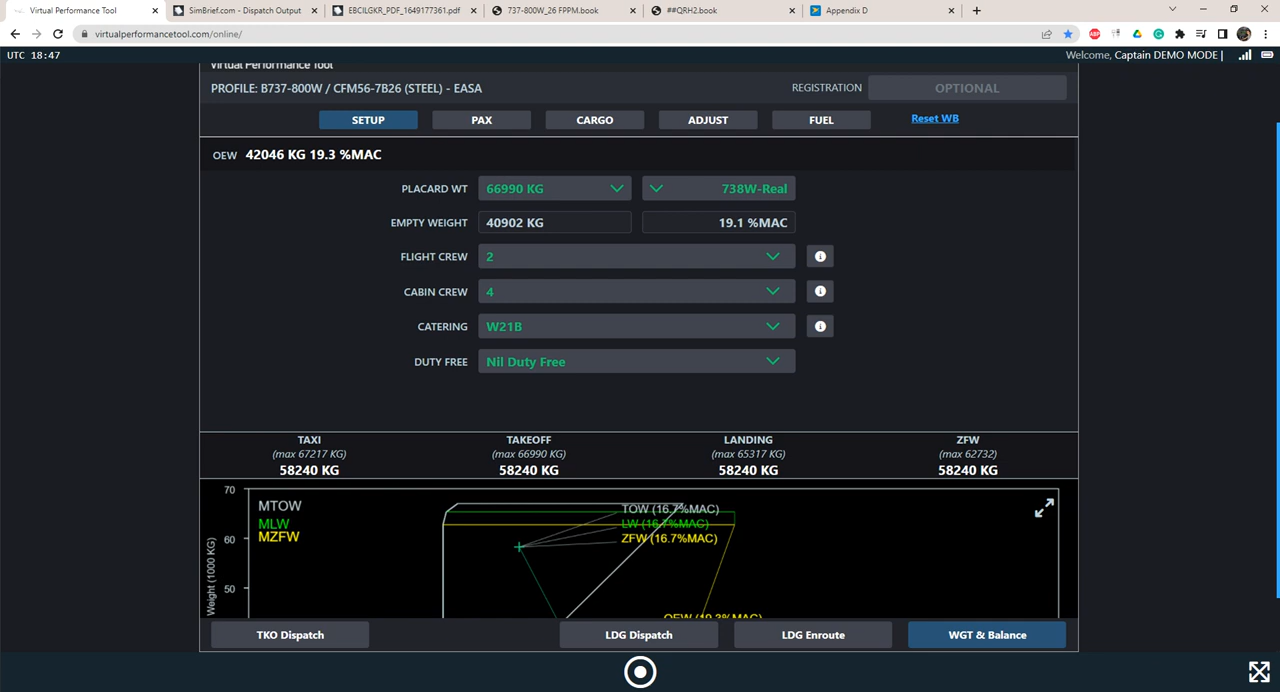 Virtual Performance Tool
SimBrief.com - Dispatch Output
EBCILGKR_PDF_1649177361.pdf
737-800W_26 FPPM.book
##QRH2.book
Appendix D
virtualperformancetool.com/online/
ABP
UTC 18:47
Welcome, Captain DEMO MODE |
Virtual Performance Tool
PROFILE: B737-800W / CFM56-7B26 (STEEL) - EASA
REGISTRATION
OPTIONAL
SETUP
PAX
CARGO
ADJUST
FUEL
Reset WB
OEW 42046 KG 19.3 %MAC
PLACARD WT 66990 KG 738W-Real
EMPTY WEIGHT 40902 KG 19.1 %MAC
FLIGHT CREW 2
CABIN CREW 4
CATERING W21B
DUTY FREE Nil Duty Free
TAXI TAKEOFF LANDING ZFW
(max 67217 KG) (max 66990 KG) (max 65317 KG) (max 62732)
58240 KG 58240 KG 58240 KG 58240 KG
70
60
50
Weight (1000 KG)
MTOW
MLW
MZFW
TOW (16.7%MAC)
LW (16.7%MAC)
ZFW (16.7%MAC)
OEW (19.3%MAC)
TKO Dispatch
LDG Dispatch
LDG Enroute
WGT & Balance